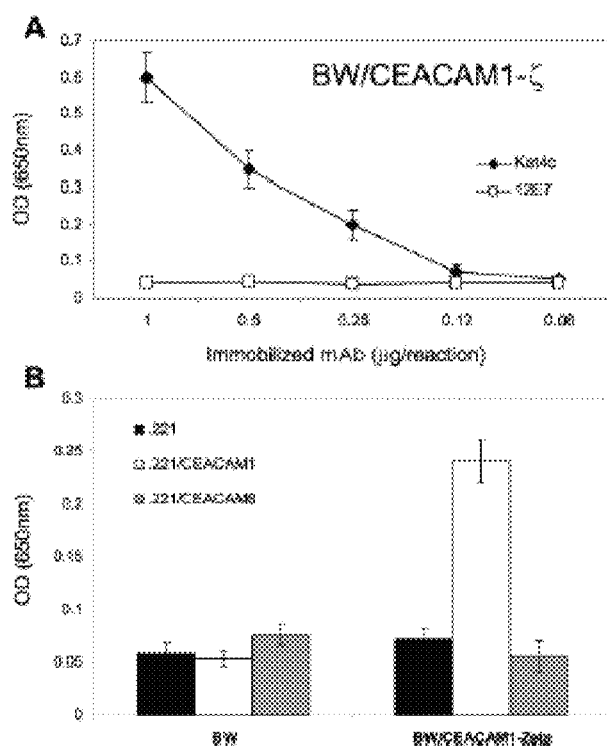 A
0.7
0.6
0.5
0.4
0.3
0.2
0.1
0
OD (650nm)
BW/CEACAM1-ζ
Kat4c
12E7
1
0.5
0.25
0.12
0.06
Immobilized mAb (µg/reaction)
B
0.3
0.25
0.2
0.15
0.1
0.05
0
OD (650nm)
.221
.221/CEACAM1
BW
BW/CEACAM1-Zeta